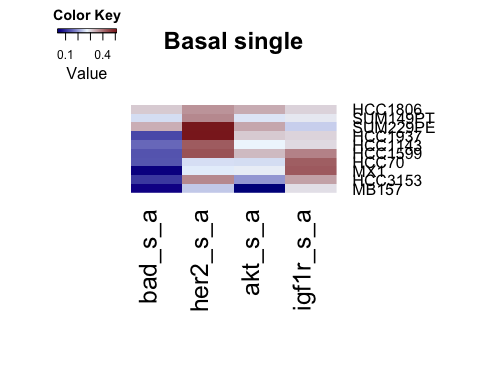 Color Key
0.1 0.4
Value
Basal single
HCC1806
SUM149PT
SUM229PE
HCC1937
HCC1143
HCC1599
HCC70
MX1
HCC3153
MB157
bad_s_a
her2_s_a
akt_s_a
igf1r_s_a